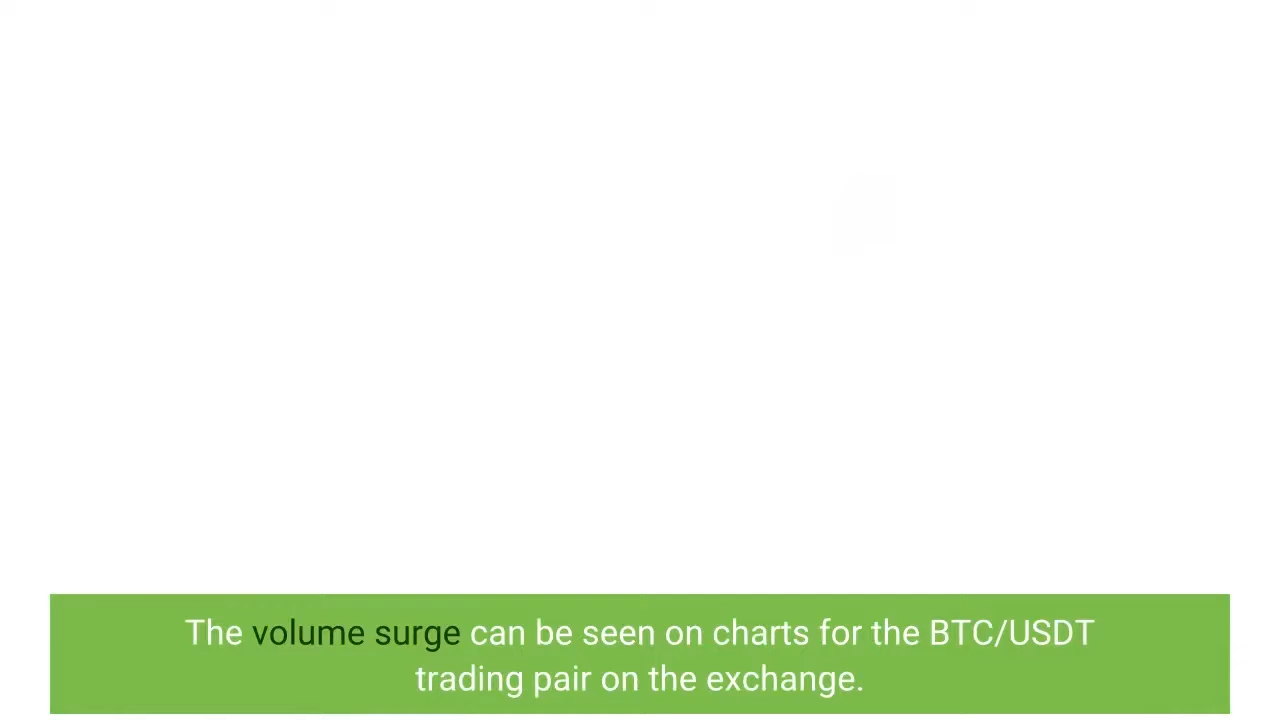 The volume surge can be seen on charts for the BTC/USDT
trading pair on the exchange.